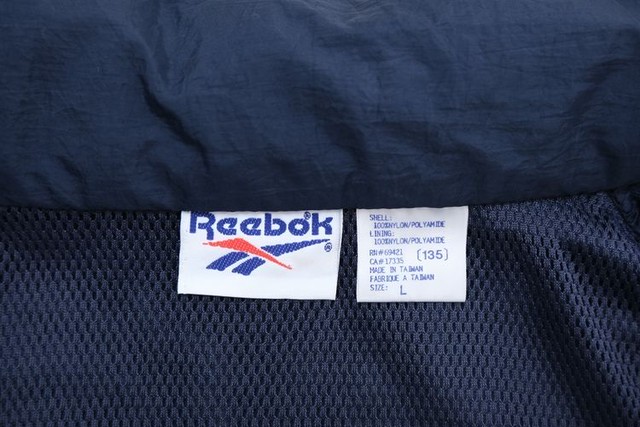 Reebok
®
SHELL:
100%NYLON/POLYAMIDE
LINING:
100%NYLON/POLYAMIDE
RN#69421 (135)
CA#17335
MADE IN TAIWAN
FABRIQUE A TAIWAN
SIZE: L